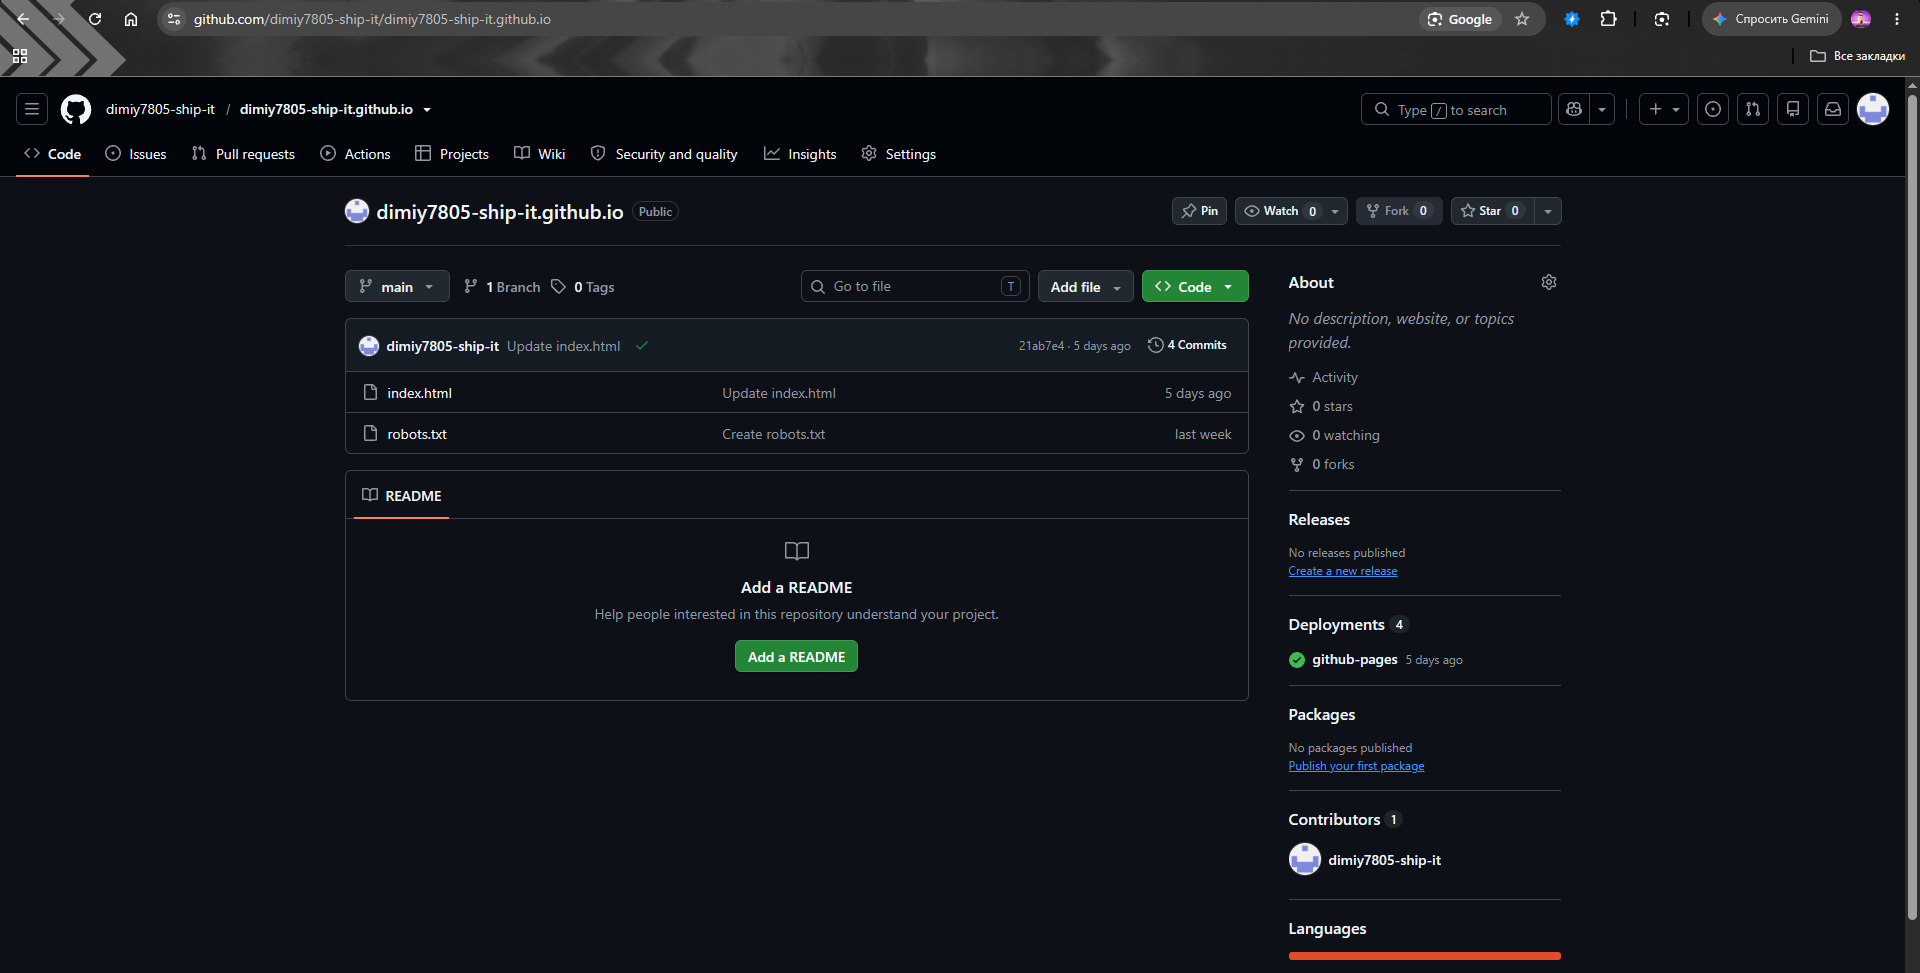 github.com/dimiy7805-ship-it/dimiy7805-ship-it.github.io
Google
Спросить Gemini
Все закладки
dimiy7805-ship-it / dimiy7805-ship-it.github.io
Type / to search
Code
Issues
Pull requests
Actions
Projects
Wiki
Security and quality
Insights
Settings
dimiy7805-ship-it.github.io Public
Pin
Watch 0
Fork 0
Star 0
main
1 Branch
0 Tags
Go to file T
Add file
Code
dimiy7805-ship-it Update index.html
21ab7e4 · 5 days ago
4 Commits
index.html Update index.html 5 days ago
robots.txt Create robots.txt last week
README
Add a README
Help people interested in this repository understand your project.
Add a README
About
No description, website, or topics
provided.
Activity
0 stars
0 watching
0 forks
Releases
No releases published
Create a new release
Deployments 4
github-pages 5 days ago
Packages
No packages published
Publish your first package
Contributors 1
dimiy7805-ship-it
Languages